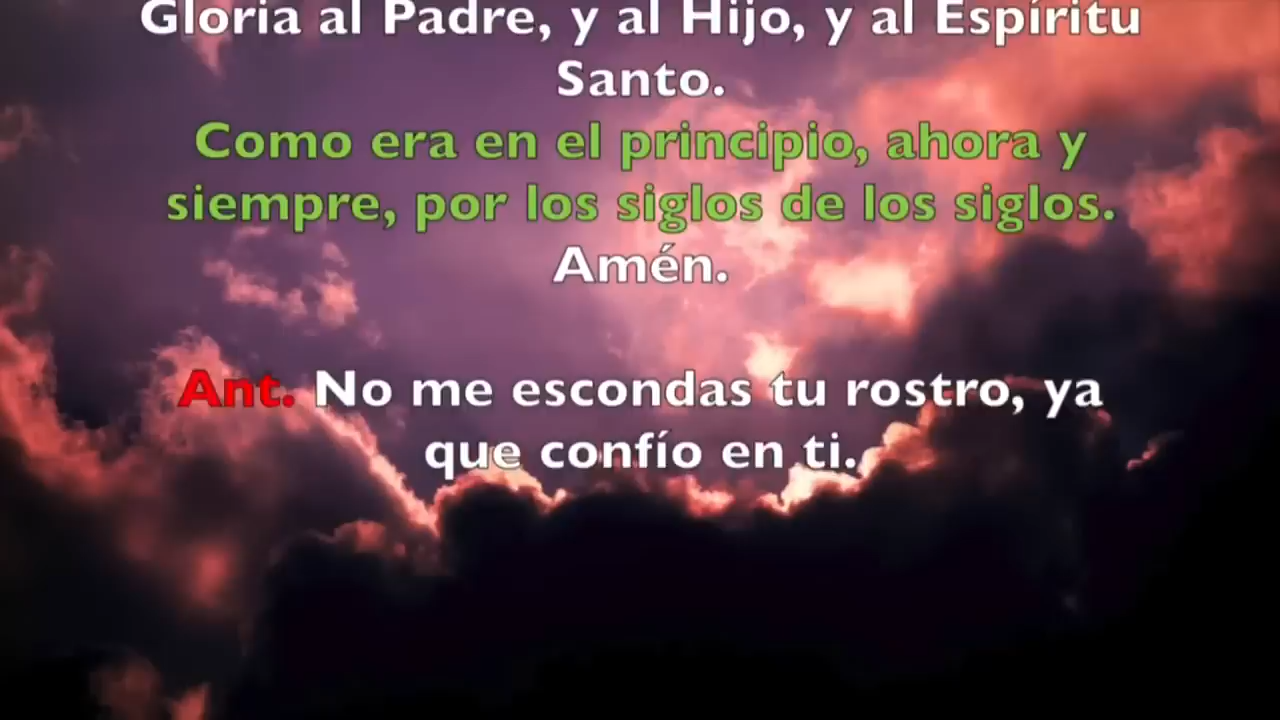 Gloria al Padre, y al Hijo, y al Espíritu
Santo.
Como era en el principio, ahora y
siempre, por los siglos de los siglos.
Amén.
Ant. No me escondas tu rostro, ya
que confío en ti.